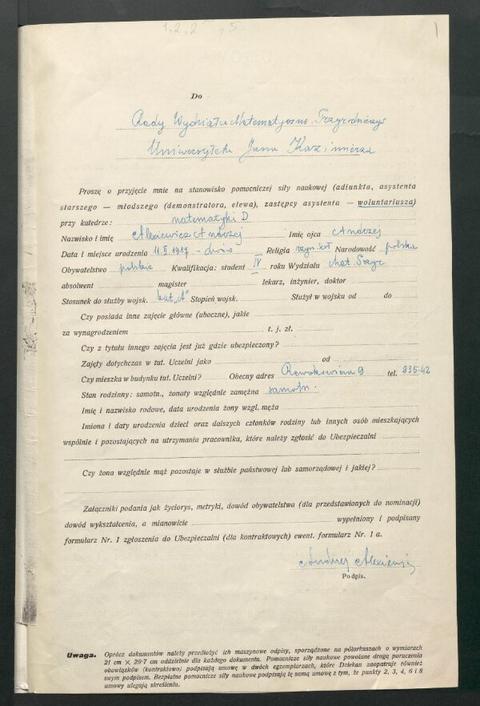 1
Do
Rady Wydziału Matematyczno Przyrodniczego
Uniwersytetu Jana Kazimierza
Proszę o przyjęcie mnie na stanowisko pomocniczej siły naukowej (adiunkta, asystenta
starszego — młodszego (demonstratora, elewa), zastępcy asystenta — woluntariusza)
przy katedrze: matematyki D
Nazwisko i imię Alexiewicz Andrzej Imię ojca Andrzej
Data i miejsce urodzenia 11.II.1917 - Lwów Religia rzym. kat Narodowość polska
Obywatelstwo polskie Kwalifikacja: student IV roku Wydziału Mat. Przyr
absolwent magister lekarz, inżynier, doktor
Stosunek do służby wojsk. kat. A" Stopień wojsk. Służył w wojsku od do
Czy posiada inne zajęcie główne (uboczne), jakie
za wynagrodzeniem t. j. zł.
Czy z tytułu innego zajęcia jest już gdzie ubezpieczony?
Zajęty dotychczas w tut. Uczelni jako od
Czy mieszka w budynku tut. Uczelni? Obecny adres 9 tel. 235-42
Stan rodzinny: samotn., żonaty względnie zamężna samotn.
Imię i nazwisko rodowe, data urodzenia żony wzgl. męża
Imiona i daty urodzenia dzieci oraz dalszych członków rodziny lub innych osób mieszkających
wspólnie i pozostających na utrzymaniu pracownika, które należy zgłosić do Ubezpieczalni
Czy żona względnie mąż pozostaje w służbie państwowej lub samorządowej i jakiej?
Załączniki podania jak życiorys, metryki, dowód obywatelstwa (dla przedstawionych do nominacji)
dowód wykształcenia, a mianowicie wypełniony i podpisany
formularz Nr. I zgłoszenia do Ubezpieczalni (dla kontraktowych) ewent. formularz Nr. I a.
Andrzej Alexiewicz
Podpis.
Uwaga. Oprócz dokumentów należy przedłożyć ich maszynowe odpisy, sporządzone na półarkuszach o wymiarach
21 cm × 29·7 cm oddzielnie dla każdego dokumentu. Pomocnicze siły naukowe powołane drogą poruczenia
obowiązków (kontraktowo) podpisują umowę w dwóch egzemplarzach, które Dziekan zaopatruje również
swym podpisem. Bezpłatne pomocnicze siły naukowe podpisują tę samą umowę z tym, że punkty 2, 3, 4, 6 i 8
umowy ulegają skreśleniu.